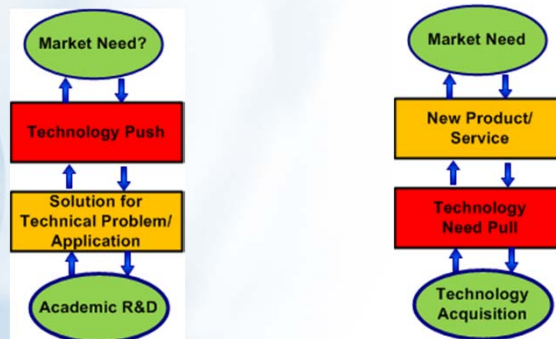 Market Need?
Technology Push
Solution for
Technical Problem/
Application
Academic R&D
Market Need
New Product/
Service
Technology
Need Pull
Technology
Acquisition